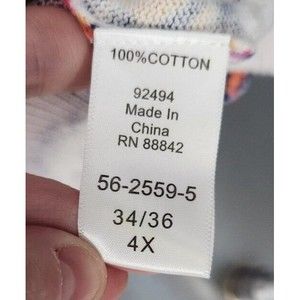 100%COTTON
92494
Made In
China
RN 88842
56-2559-5
34/36
4X